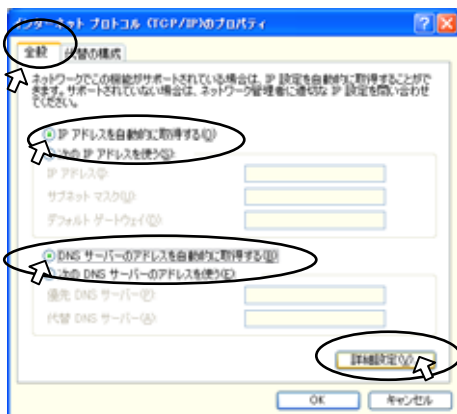 インターネット プロトコル (TCP/IP)のプロパティ
全般
代替の構成
ネットワークでこの機能がサポートされている場合は、IP 設定を自動的に取得することがで
きます。サポートされていない場合は、ネットワーク管理者に適切な IP 設定を問い合わせ
てください。
IP アドレスを自動的に取得する(O)
次の IP アドレスを使う(S):
IP アドレス(I):
サブネット マスク(U):
デフォルト ゲートウェイ(D):
DNS サーバーのアドレスを自動的に取得する(B)
次の DNS サーバーのアドレスを使う(E):
優先 DNS サーバー(P):
代替 DNS サーバー(A):
詳細設定(V)...
OK
キャンセル